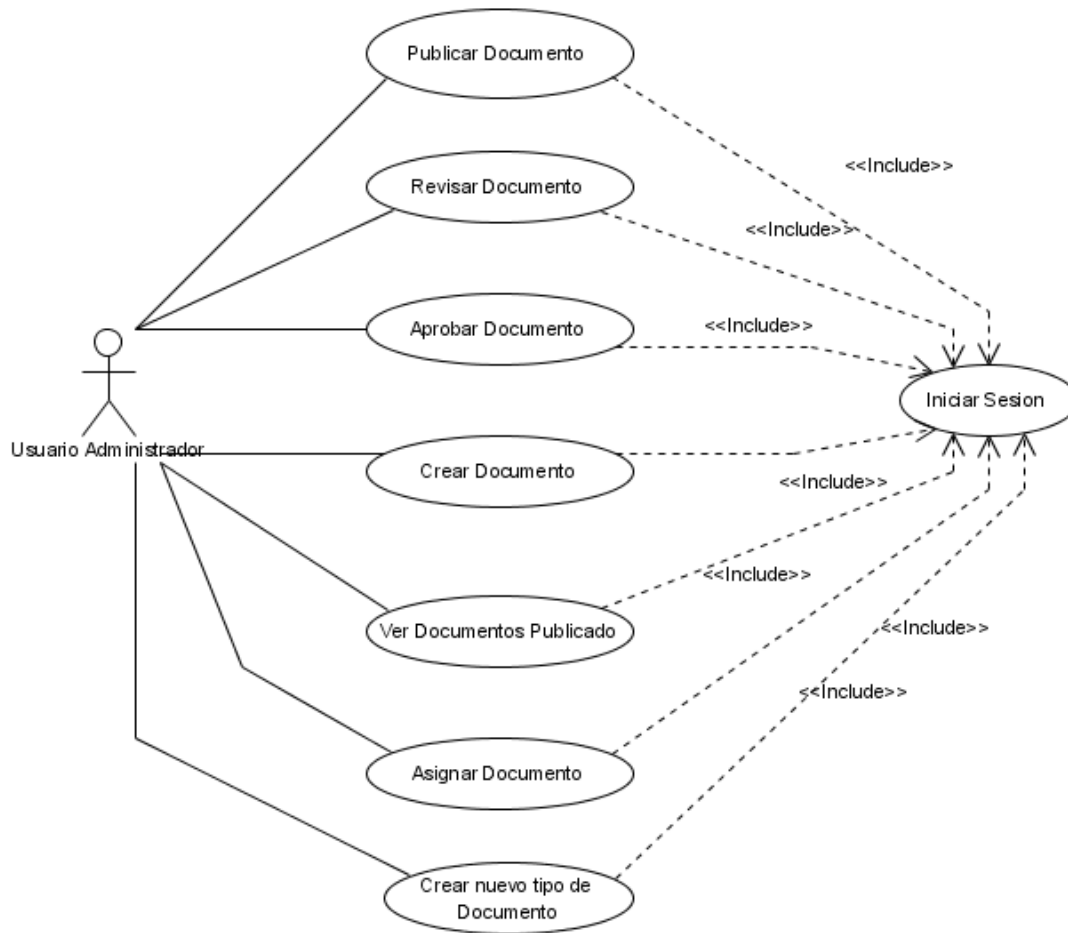 Publicar Documento
<<Include>>
Revisar Documento
<<Include>>
Aprobar Documento
<<Include>>
Iniciar Sesion
Usuario Administrador
Crear Documento
<<Include>>
<<Include>>
Ver Documentos Publicado
<<Include>>
<<Include>>
Asignar Documento
Crear nuevo tipo de
Documento